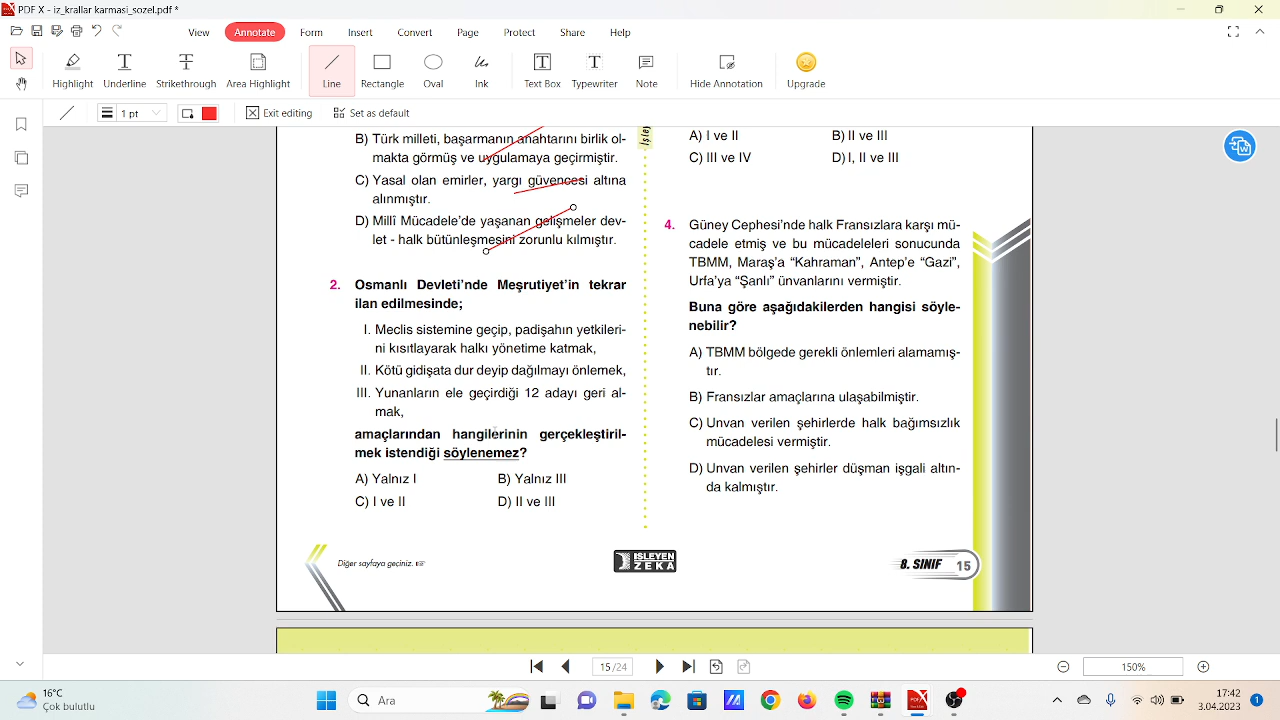 PDF X - iz_krallar karmasi_sozel.pdf *
View Annotate Form Insert Convert Page Protect Share Help
Highlight Underline Strikethrough Area Highlight Line Rectangle Oval Ink Text Box Typewriter Note Hide Annotation Upgrade
1 pt Exit editing Set as default
B) Türk milleti, başarmanın anahtarını birlik ol-
makta görmüş ve uygulamaya geçirmiştir.
C) Yasal olan emirler, yargı güvencesi altına
alınmıştır.
D) Millî Mücadele'de yaşanan gelişmeler dev-
let - halk bütünleşmesini zorunlu kılmıştır.
2. Osmanlı Devleti'nde Meşrutiyet'in tekrar
ilan edilmesinde;
I. Meclis sistemine geçip, padişahın yetkileri-
ni kısıtlayarak halkı yönetime katmak,
II. Kötü gidişata dur deyip dağılmayı önlemek,
III. Yunanların ele geçirdiği 12 adayı geri al-
mak,
amaçlarından hangilerinin gerçekleştiril-
mek istendiği söylenemez?
A) Yalnız I B) Yalnız III
C) I ve II D) II ve III
A) I ve II B) II ve III
C) III ve IV D) I, II ve III
4. Güney Cephesi'nde halk Fransızlara karşı mü-
cadele etmiş ve bu mücadeleleri sonucunda
TBMM, Maraş'a "Kahraman", Antep'e "Gazi",
Urfa'ya "Şanlı" ünvanlarını vermiştir.
Buna göre aşağıdakilerden hangisi söyle-
nebilir?
A) TBMM bölgede gerekli önlemleri alamamış-
tır.
B) Fransızlar amaçlarına ulaşabilmiştir.
C) Unvan verilen şehirlerde halk bağımsızlık
mücadelesi vermiştir.
D) Unvan verilen şehirler düşman işgali altın-
da kalmıştır.
Diğer sayfaya geçiniz.
İŞLEYEN
ZEKA
8. SINIF 15
15/24 150%
16°C
Çok bulutlu
Ara
17:42
30.04.2023
1